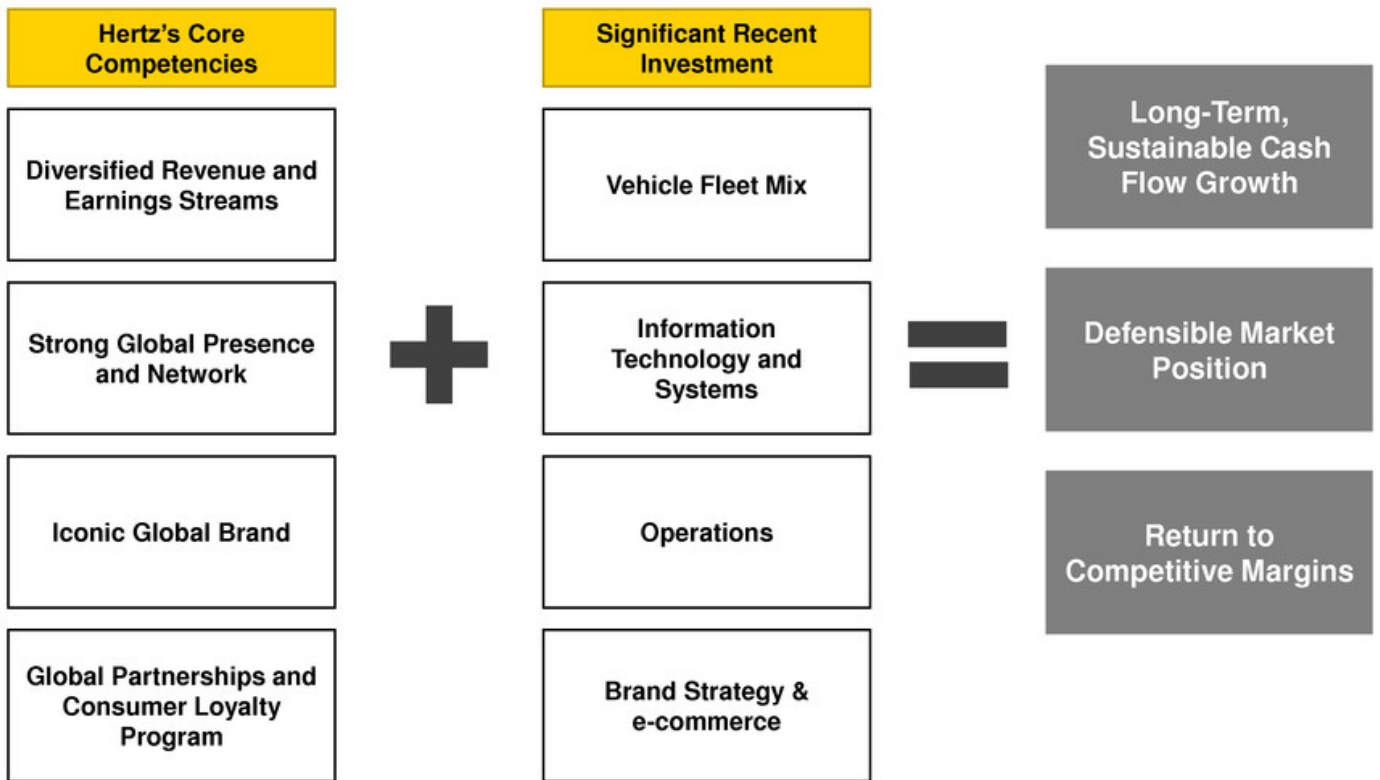 Hertz's Core
Competencies
Diversified Revenue and
Earnings Streams
Strong Global Presence
and Network
Iconic Global Brand
Global Partnerships and
Consumer Loyalty
Program
Significant Recent
Investment
Vehicle Fleet Mix
Information
Technology and
Systems
Operations
Brand Strategy &
e-commerce
Long-Term,
Sustainable Cash
Flow Growth
Defensible Market
Position
Return to
Competitive Margins